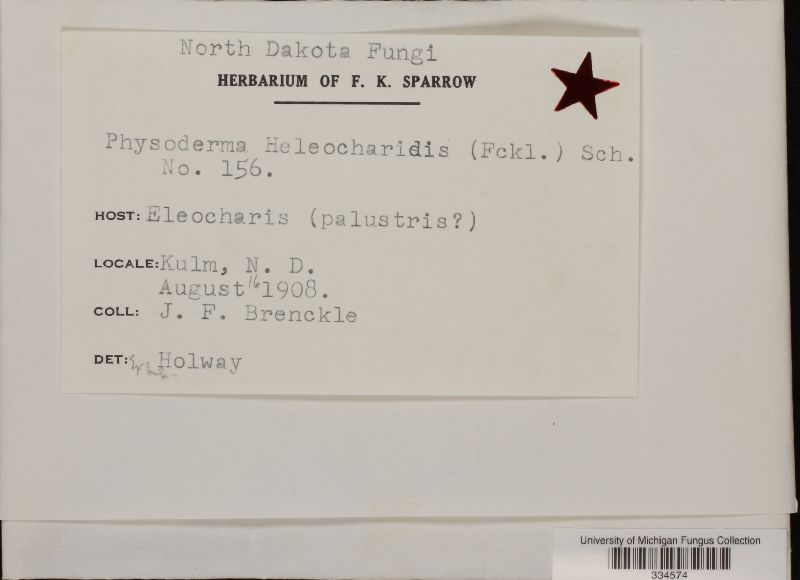 North Dakota Fungi
HERBARIUM OF F. K. SPARROW
Physoderma Heleocharidis (Fckl.) Sch.
No. 156.
HOST: Eleocharis (palustris?)
LOCALE: Kulm, N. D.
August 16 1908.
COLL: J. F. Brenckle
DET: Holway
University of Michigan Fungus Collection
334574